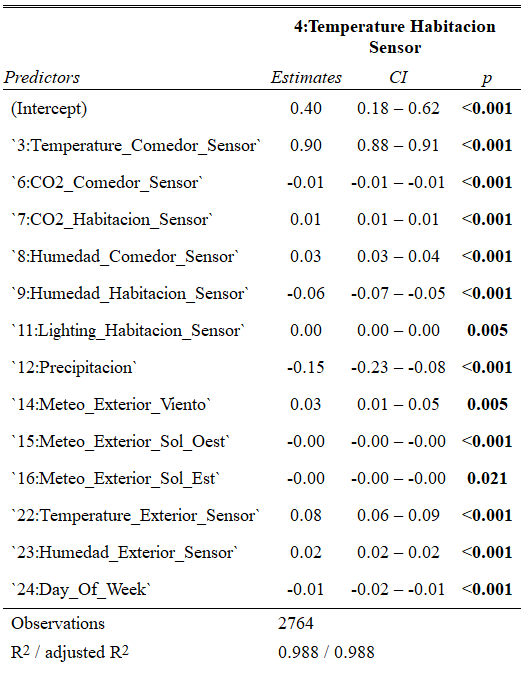 4:Temperature Habitacion
Sensor
Predictors Estimates CI p
(Intercept) 0.40 0.18 – 0.62 <0.001
`3:Temperature_Comedor_Sensor` 0.90 0.88 – 0.91 <0.001
`6:CO2_Comedor_Sensor` -0.01 -0.01 – -0.01 <0.001
`7:CO2_Habitacion_Sensor` 0.01 0.01 – 0.01 <0.001
`8:Humedad_Comedor_Sensor` 0.03 0.03 – 0.04 <0.001
`9:Humedad_Habitacion_Sensor` -0.06 -0.07 – -0.05 <0.001
`11:Lighting_Habitacion_Sensor` 0.00 0.00 – 0.00 0.005
`12:Precipitacion` -0.15 -0.23 – -0.08 <0.001
`14:Meteo_Exterior_Viento` 0.03 0.01 – 0.05 0.005
`15:Meteo_Exterior_Sol_Oest` -0.00 -0.00 – -0.00 <0.001
`16:Meteo_Exterior_Sol_Est` -0.00 -0.00 – -0.00 0.021
`22:Temperature_Exterior_Sensor` 0.08 0.06 – 0.09 <0.001
`23:Humedad_Exterior_Sensor` 0.02 0.02 – 0.02 <0.001
`24:Day_Of_Week` -0.01 -0.02 – -0.01 <0.001
Observations 2764
R2 / adjusted R2 0.988 / 0.988